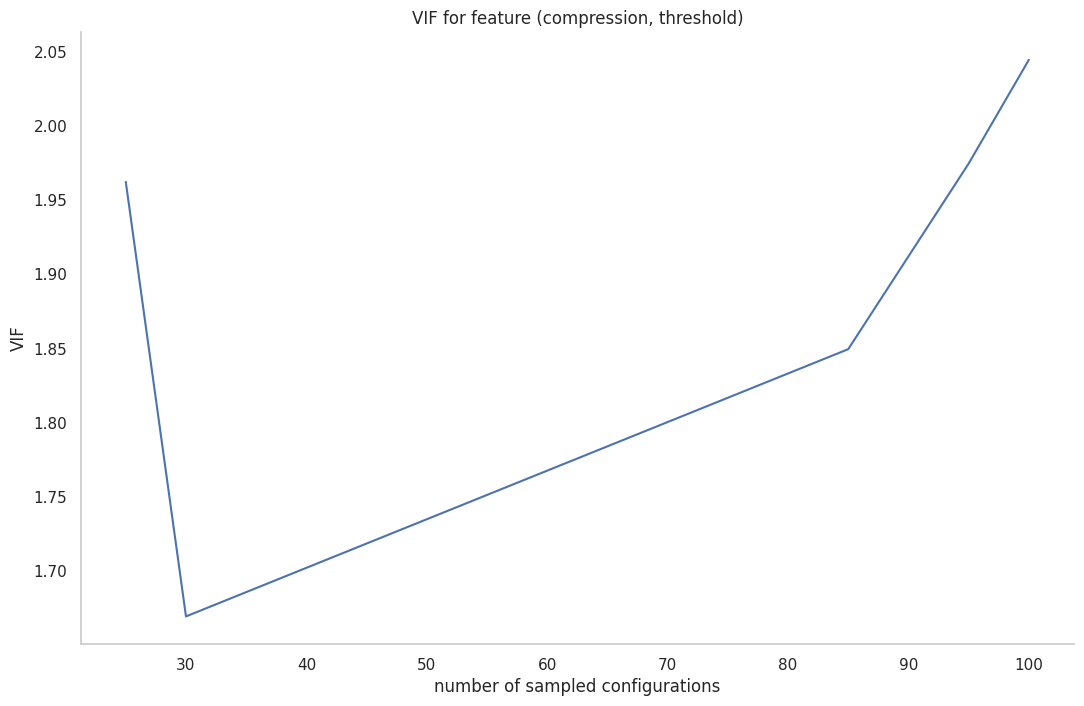 VIF for feature (compression, threshold)
2.05
2.00
1.95
1.90
1.85
1.80
1.75
1.70
VIF
30 40 50 60 70 80 90 100
number of sampled configurations